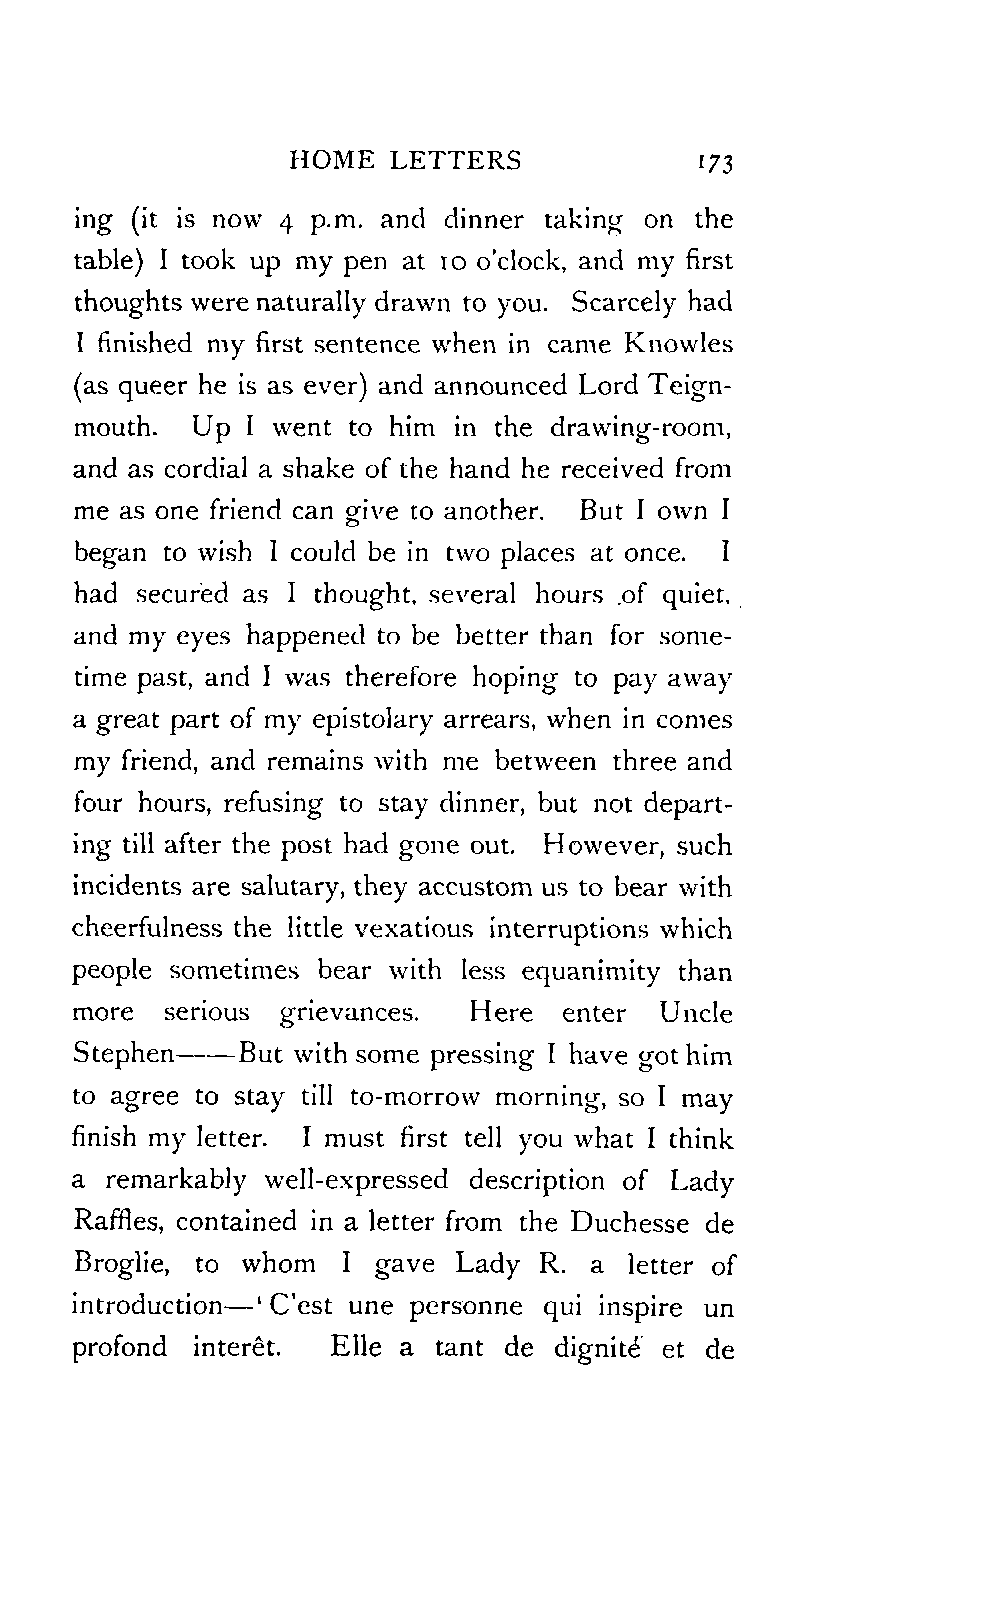 HOME LETTERS 173
ing (it is now 4 p.m. and dinner taking on the
table) I took up my pen at 10 o'clock, and my first
thoughts were naturally drawn to you. Scarcely had
I finished my first sentence when in came Knowles
(as queer he is as ever) and announced Lord Teign-
mouth. Up I went to him in the drawing-room,
and as cordial a shake of the hand he received from
me as one friend can give to another. But I own I
began to wish I could be in two places at once. I
had secured as I thought, several hours of quiet,
and my eyes happened to be better than for some-
time past, and I was therefore hoping to pay away
a great part of my epistolary arrears, when in comes
my friend, and remains with me between three and
four hours, refusing to stay dinner, but not depart-
ing till after the post had gone out. However, such
incidents are salutary, they accustom us to bear with
cheerfulness the little vexatious interruptions which
people sometimes bear with less equanimity than
more serious grievances. Here enter Uncle
Stephen——But with some pressing I have got him
to agree to stay till to-morrow morning, so I may
finish my letter. I must first tell you what I think
a remarkably well-expressed description of Lady
Raffles, contained in a letter from the Duchesse de
Broglie, to whom I gave Lady R. a letter of
introduction—‘C'est une personne qui inspire un
profond interêt. Elle a tant de dignité et de